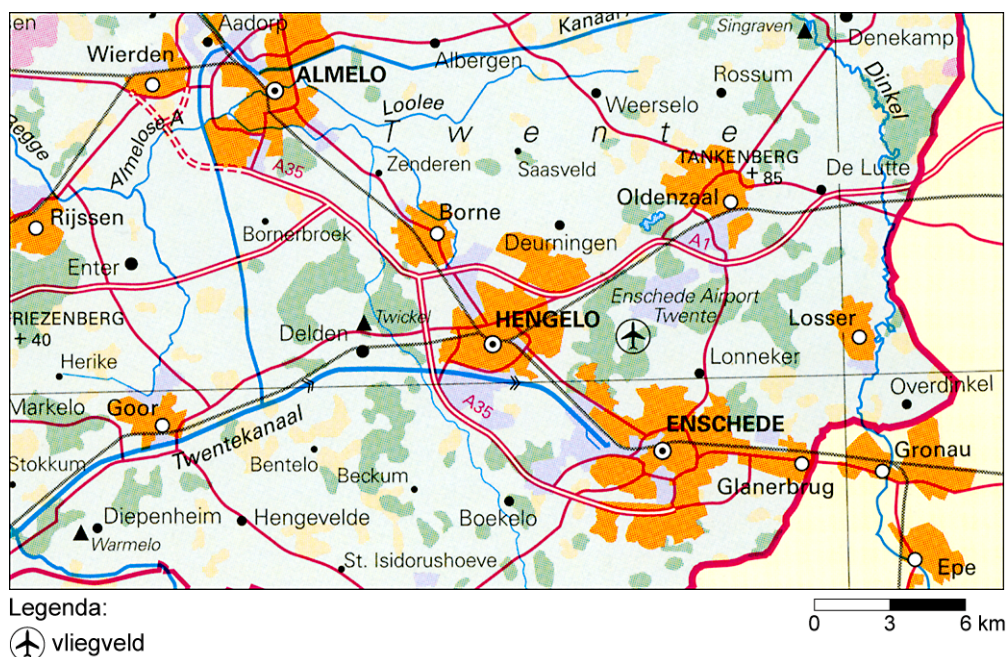 en
Aadorp
Kanaal
Singraven
Denekamp
Wierden
ALMELO
Albergen
Rossum
Dinkel
Weerselo
Loolee
Regge
Almelose A
Twente
A35
Zenderen
Saasveld
TANKENBERG
+ 85
De Lutte
Oldenzaal
Rijssen
Bornerbroek
Borne
Deurningen
A1
Enter
Enschede Airport
Twente
FRIEZENBERG
+ 40
Twickel
Delden
HENGELO
Losser
Herike
Lonneker
Overdinkel
Markelo
Goor
A35
Twentekanaal
ENSCHEDE
Gronau
Stokkum
Bentelo
Beckum
Glanerbrug
Diepenheim
Hengevelde
Boekelo
Warmelo
St. Isidorushoeve
Epe
Legenda:
vliegveld
0 3 6 km